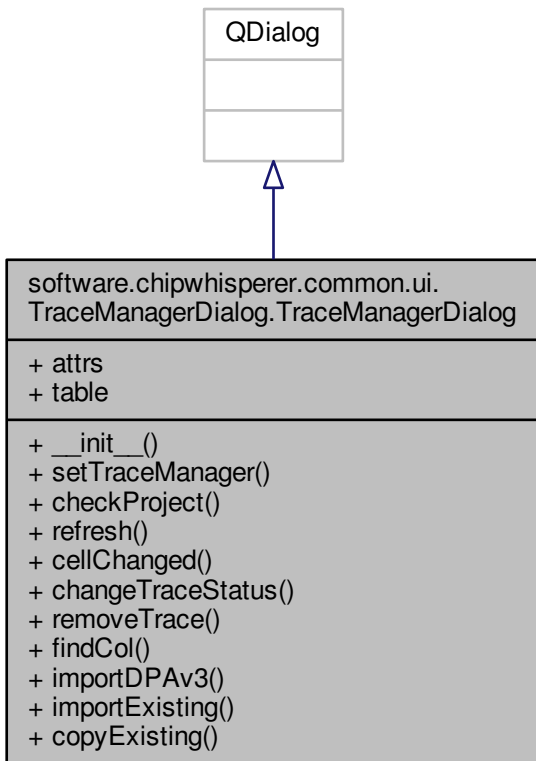 QDialog
software.chipwhisperer.common.ui.
TraceManagerDialog.TraceManagerDialog
+ attrs
+ table
+ __init__()
+ setTraceManager()
+ checkProject()
+ refresh()
+ cellChanged()
+ changeTraceStatus()
+ removeTrace()
+ findCol()
+ importDPAv3()
+ importExisting()
+ copyExisting()